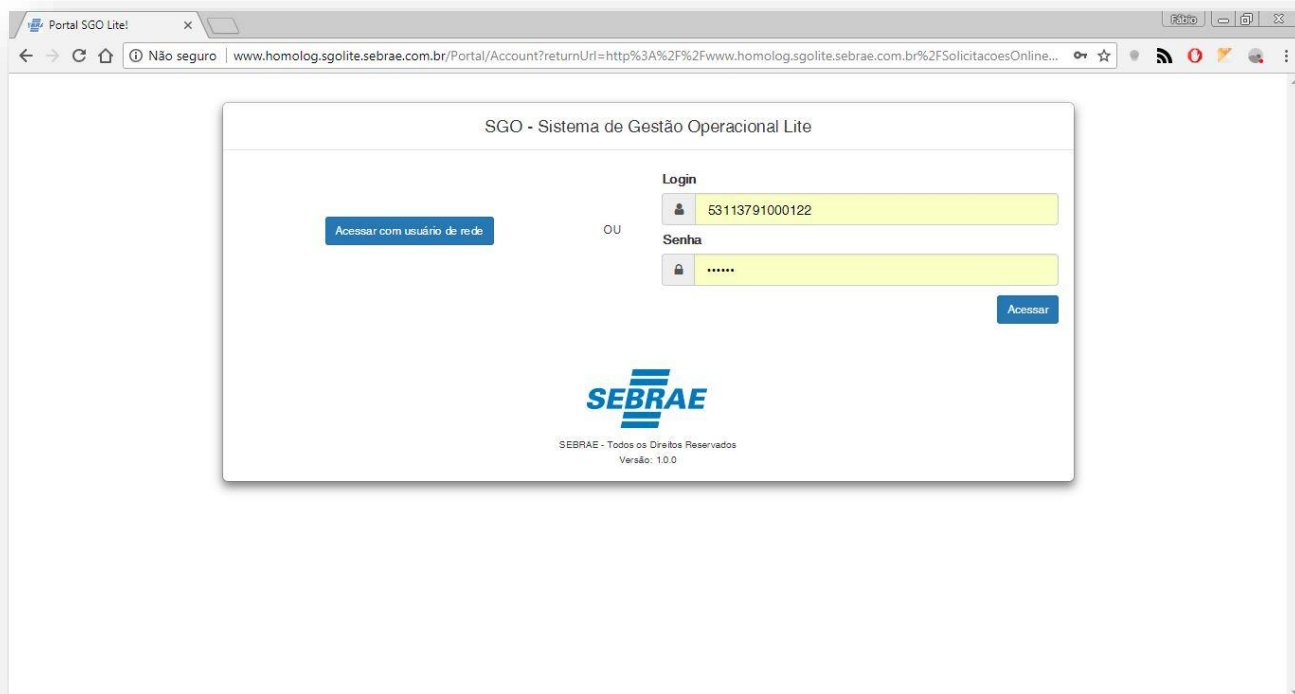 Portal SGO Lite!
Fábio
Não seguro www.homolog.sgolite.sebrae.com.br/Portal/Account?returnUrl=http%3A%2F%2Fwww.homolog.sgolite.sebrae.com.br%2FSolicitacoesOnline...
SGO - Sistema de Gestão Operacional Lite
Login
53113791000122
Acessar com usuário de rede
OU
Senha
••••••
Acessar
SEBRAE
SEBRAE - Todos os Direitos Reservados
Versão: 1.0.0